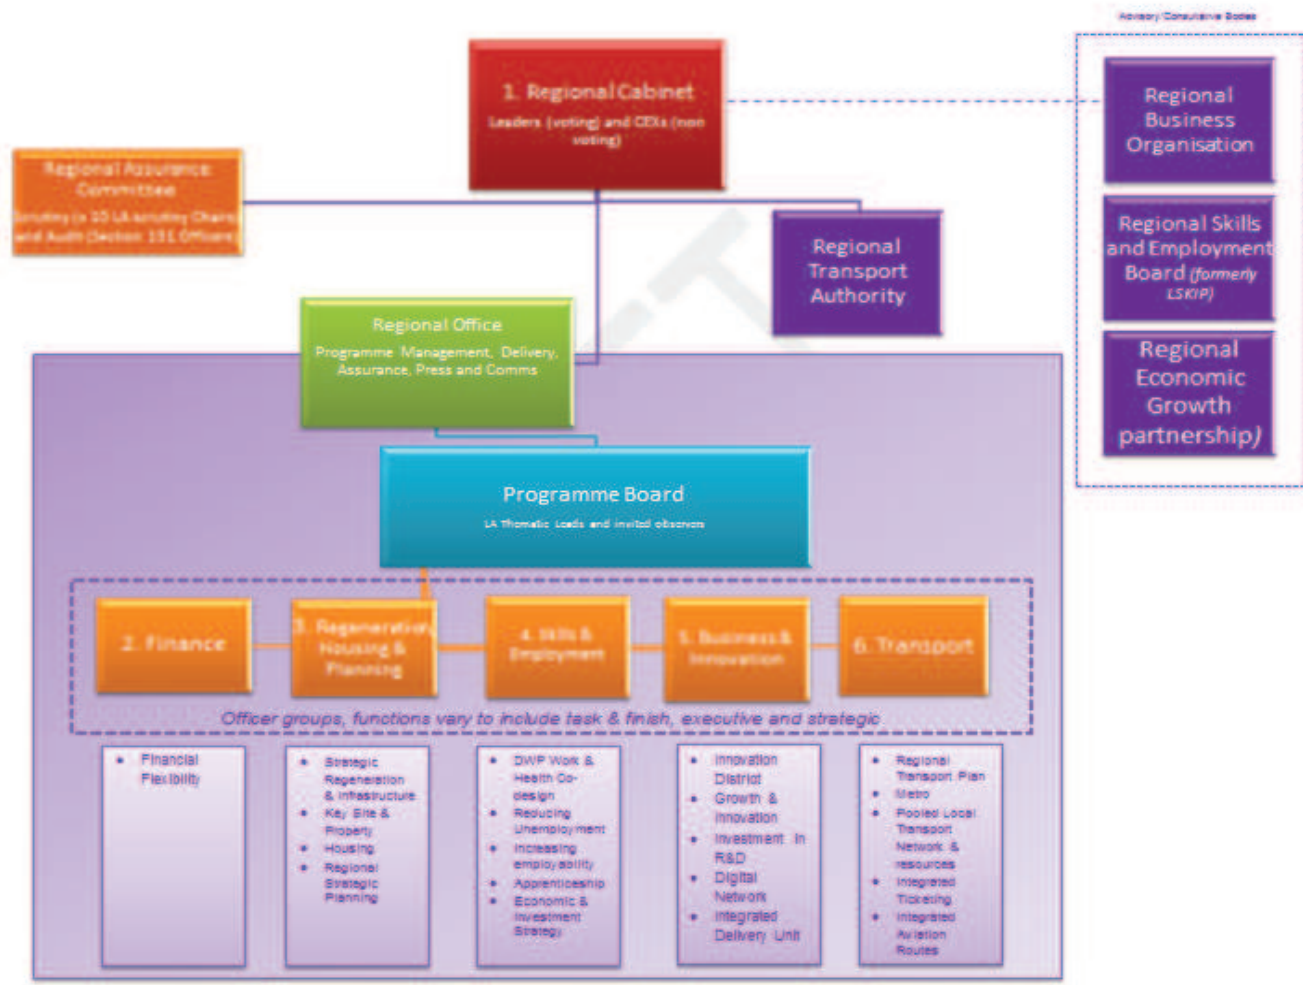 Advisory/Consultative Bodies
1. Regional Cabinet
Leaders (voting) and CEXs (non
voting)
Regional
Business
Organisation
Regional Assurance
Committee
Scrutiny (x 10 LA scrutiny Chairs)
and Audit (Section 151 Officers)
Regional
Transport
Authority
Regional Skills
and Employment
Board (formerly
LSKIP)
Regional Office
Programme Management, Delivery,
Assurance, Press and Comms
Regional
Economic
Growth
partnership)
Programme Board
LA Thematic Leads and invited observers
2. Finance
3. Regeneration,
Housing &
Planning
4. Skills &
Employment
5. Business &
Innovation
6. Transport
Officer groups, functions vary to include task & finish, executive and strategic
• Financial
Flexibility
• Strategic
Regeneration
& Infrastructure
• Key Site &
Property
• Housing
• Regional
Strategic
Planning
• DWP Work &
Health Co-
design
• Reducing
Unemployment
• Increasing
employability
• Apprenticeship
• Economic &
Investment
Strategy
• Innovation
District
• Growth &
Innovation
• Investment in
R&D
• Digital
Network
• Integrated
Delivery Unit
• Regional
Transport Plan
• Metro
• Pooled Local
Transport
Network &
resources
• Integrated
Ticketing
• Integrated
Aviation
Routes